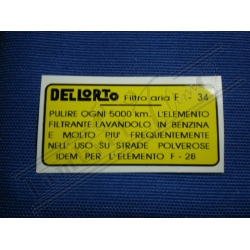 DELLORTO Filtro aria F - 34
PULIRE OGNI 5000 km. L'ELEMENTO
FILTRANTE LAVANDOLO IN BENZINA
E MOLTO PIU' FREQUENTEMENTE
NELL' USO SU STRADE POLVEROSE
IDEM PER L'ELEMENTO F - 28